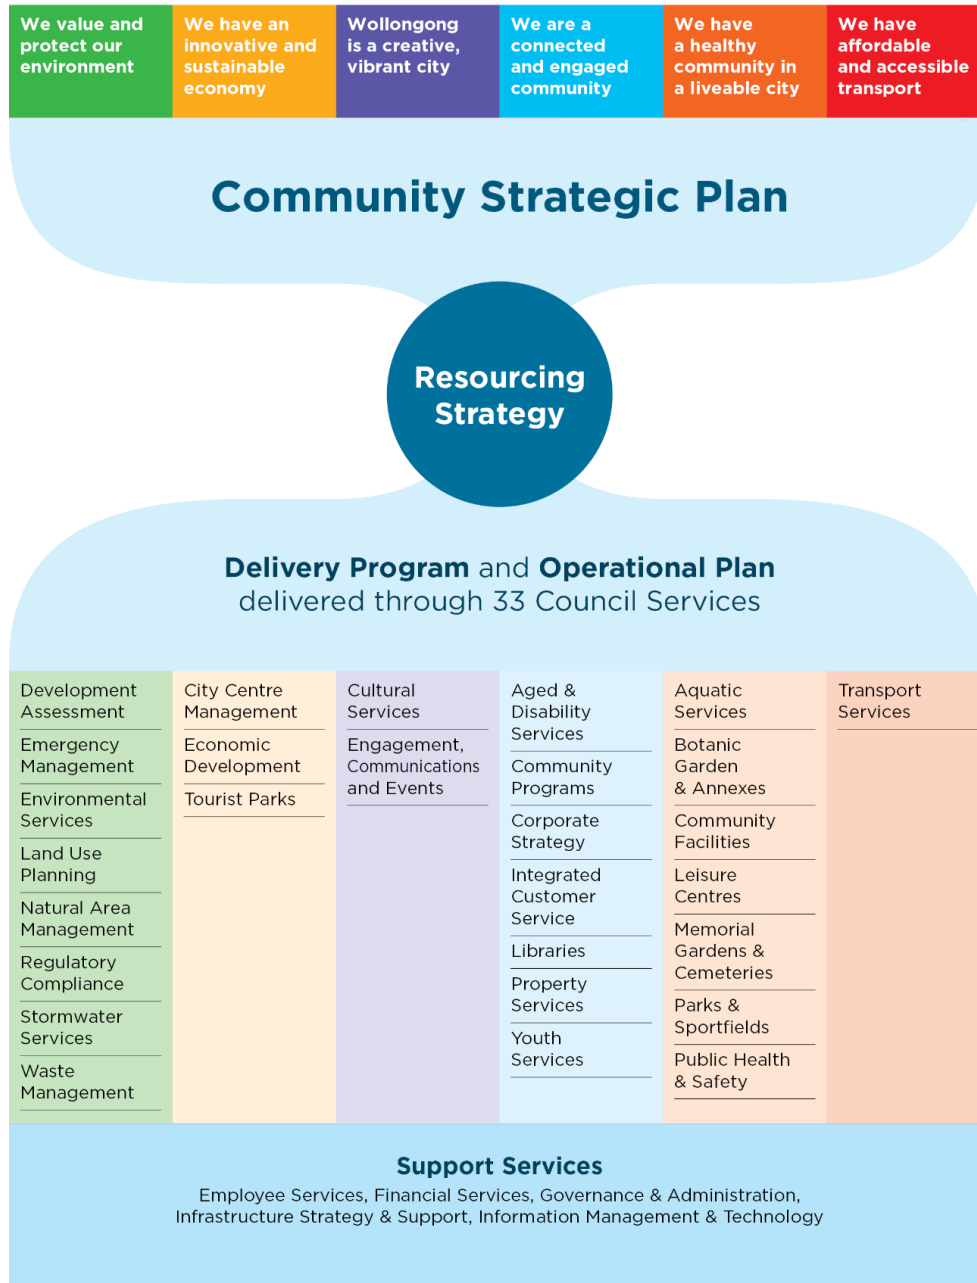 We value and
protect our
environment
We have an
innovative and
sustainable
economy
Wollongong
is a creative,
vibrant city
We are a
connected
and engaged
community
We have
a healthy
community in
a liveable city
We have
affordable
and accessible
transport
Community Strategic Plan
Resourcing
Strategy
Delivery Program and Operational Plan
delivered through 33 Council Services
Development
Assessment
Emergency
Management
Environmental
Services
Land Use
Planning
Natural Area
Management
Regulatory
Compliance
Stormwater
Services
Waste
Management
City Centre
Management
Economic
Development
Tourist Parks
Cultural
Services
Engagement,
Communications
and Events
Aged &
Disability
Services
Community
Programs
Corporate
Strategy
Integrated
Customer
Service
Libraries
Property
Services
Youth
Services
Aquatic
Services
Botanic
Garden
& Annexes
Community
Facilities
Leisure
Centres
Memorial
Gardens &
Cemeteries
Parks &
Sportfields
Public Health
& Safety
Transport
Services
Support Services
Employee Services, Financial Services, Governance & Administration,
Infrastructure Strategy & Support, Information Management & Technology